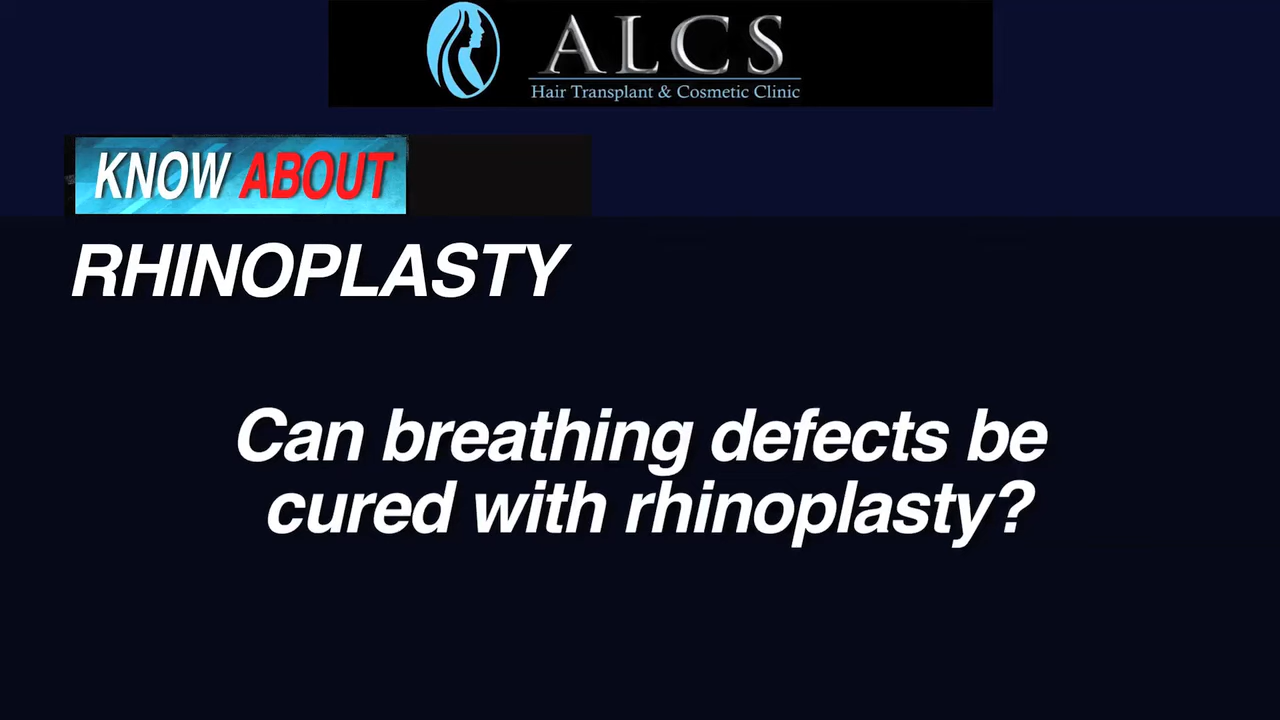 ALCS
Hair Transplant & Cosmetic Clinic
KNOW ABOUT
RHINOPLASTY
Can breathing defects be
cured with rhinoplasty?